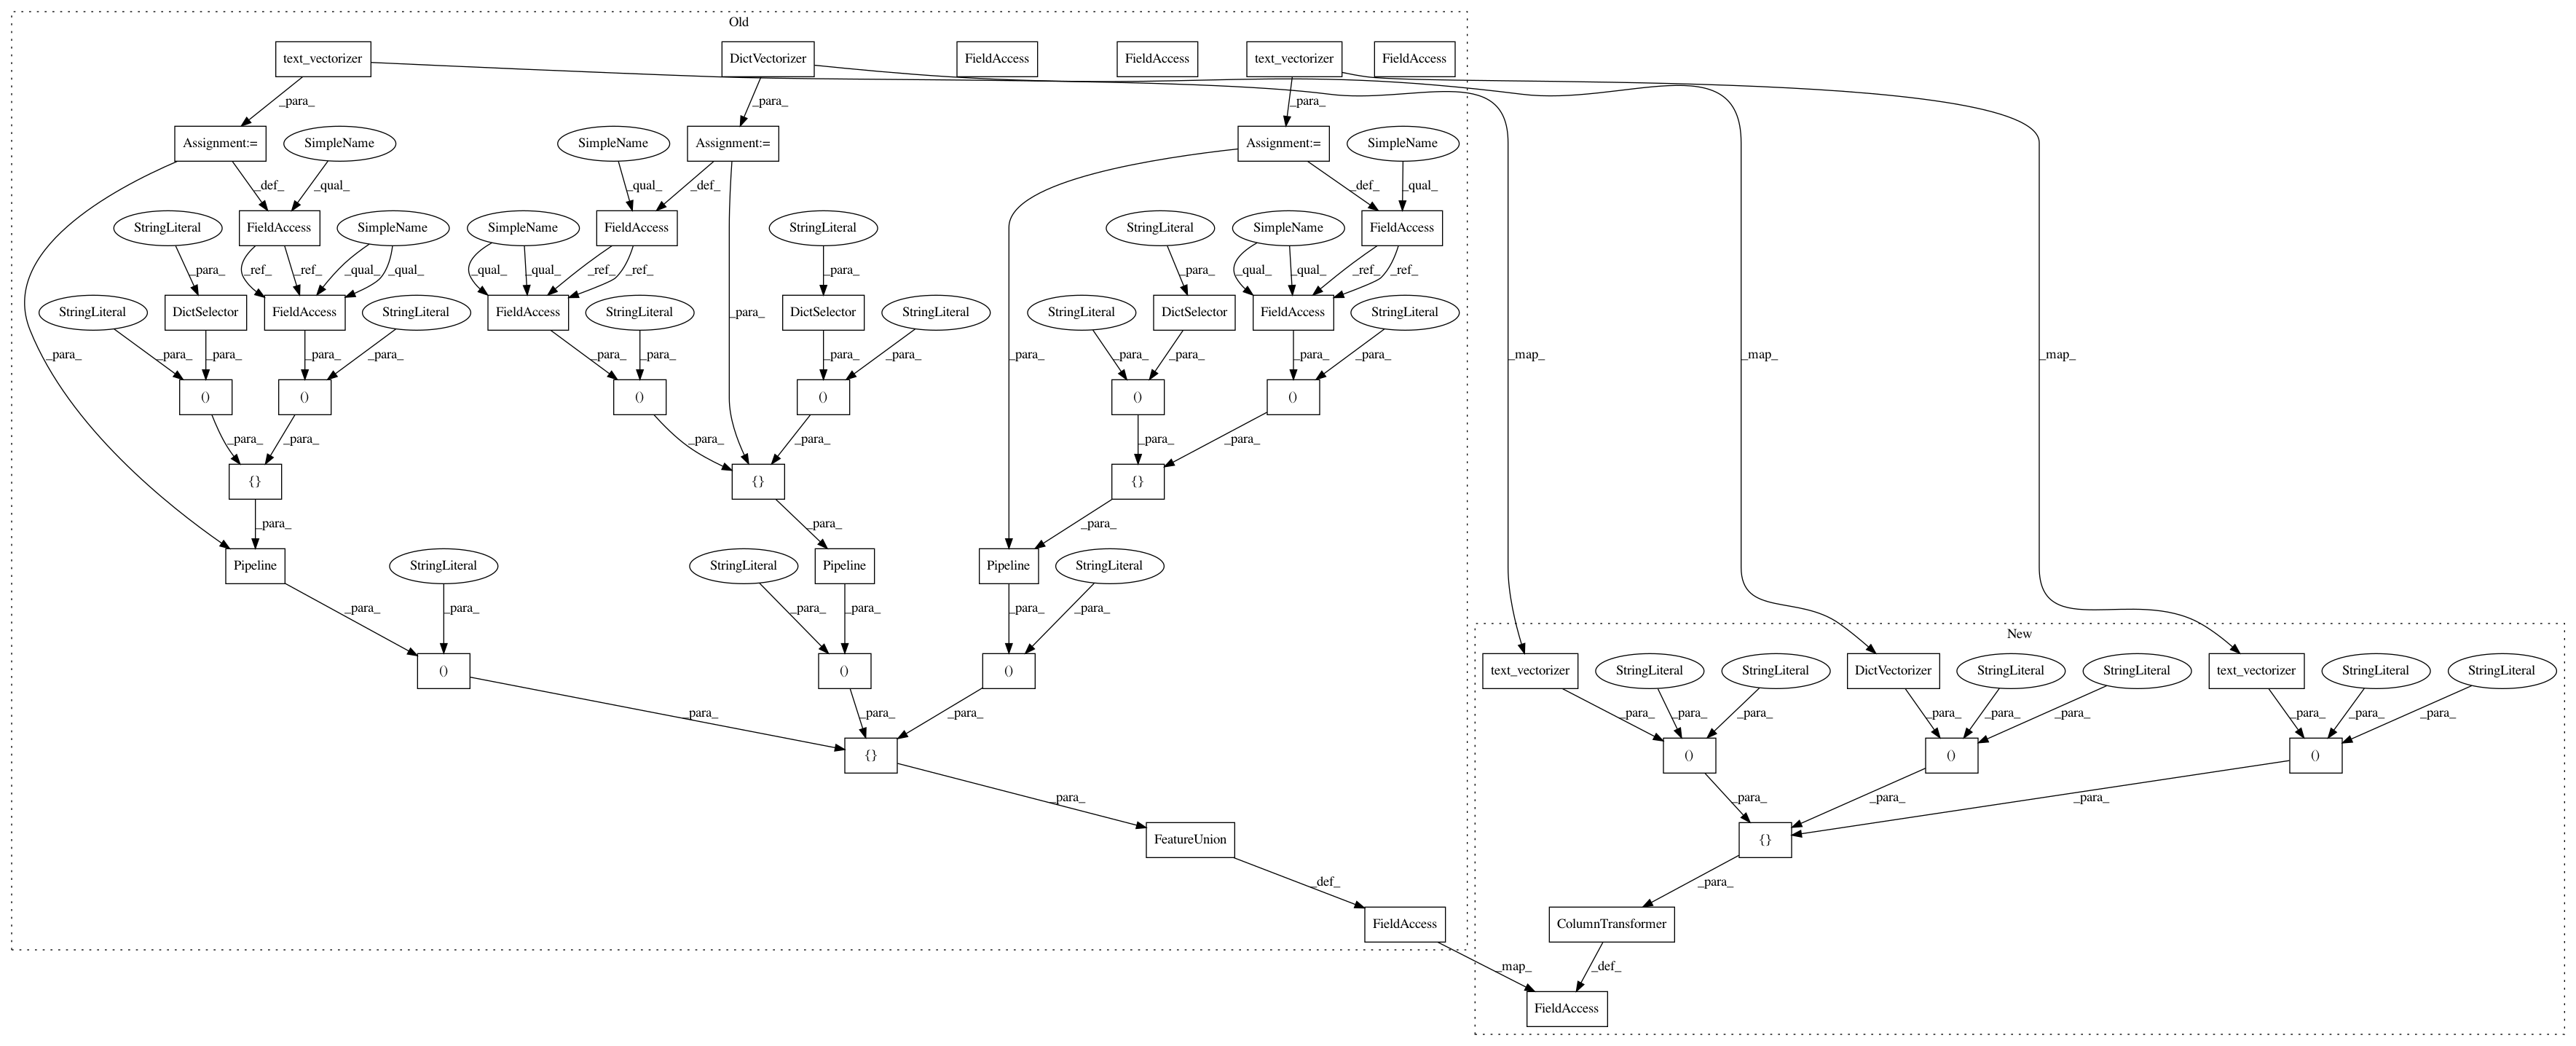 Old
text_vectorizer DictVectorizer FieldAccess FieldAccess text_vectorizer FieldAccess
_para_ _para_ _para_
Assignment:= SimpleName SimpleName Assignment:= Assignment:= SimpleName
_def_ _qual_ _qual_ _def_ _def_ _qual_
StringLiteral FieldAccess SimpleName SimpleName FieldAccess StringLiteral StringLiteral SimpleName FieldAccess
_para_ _ref_ _ref_ _qual_ _qual_ _qual_ _qual_ _ref_ _ref_ _para_ _para_ _qual_ _qual_ _ref_ _ref_
StringLiteral DictSelector FieldAccess StringLiteral FieldAccess StringLiteral _para_ DictSelector StringLiteral StringLiteral DictSelector FieldAccess StringLiteral
_para_ _para_ _para_ _para_ _para_ _para_ _para_ _para_ _para_ _para_ _para_ _para_ _para_ _map_ _map_ _map_
() () () () () ()
_para_ _para_ _para_ _para_ _para_ _para_
{} {} {}
_para_ _para_ _para_
Pipeline StringLiteral StringLiteral Pipeline Pipeline StringLiteral
_para_ _para_ _para_ _para_ _para_ _para_
New
() () () text_vectorizer StringLiteral StringLiteral DictVectorizer StringLiteral StringLiteral text_vectorizer StringLiteral StringLiteral
_para_ _para_ _para_ _para_ _para_ _para_ _para_ _para_ _para_ _para_ _para_ _para_
{} () () ()
_para_ _para_ _para_ _para_
FeatureUnion {}
_def_ _para_
FieldAccess ColumnTransformer
_map_ _def_
FieldAccess